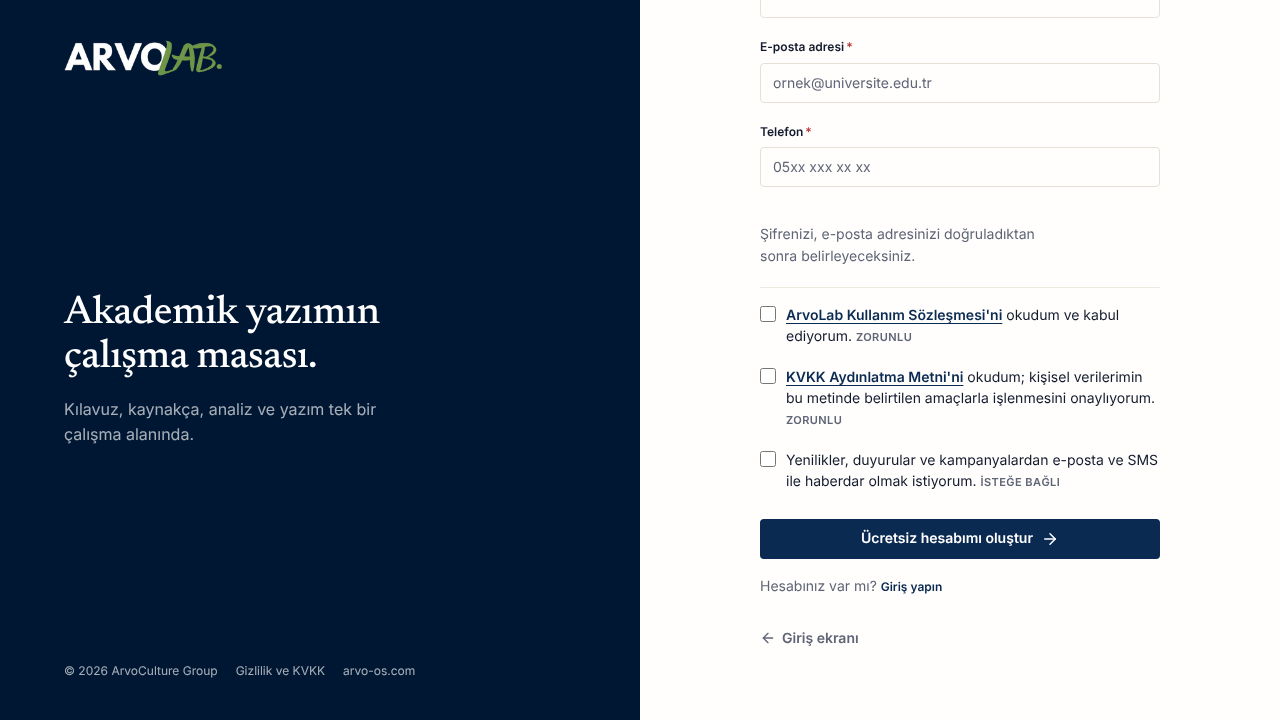 ARVOLAB.
Akademik yazımın
çalışma masası.
Kılavuz, kaynakça, analiz ve yazım tek bir
çalışma alanında.
© 2026 ArvoCulture Group
Gizlilik ve KVKK
arvo-os.com
E-posta adresi *
ornek@universite.edu.tr
Telefon *
05xx xxx xx xx
Şifrenizi, e-posta adresinizi doğruladıktan
sonra belirleyeceksiniz.
ArvoLab Kullanım Sözleşmesi'ni okudum ve kabul
ediyorum. ZORUNLU
KVKK Aydınlatma Metni'ni okudum; kişisel verilerimin
bu metinde belirtilen amaçlarla işlenmesini onaylıyorum.
ZORUNLU
Yenilikler, duyurular ve kampanyalardan e-posta ve SMS
ile haberdar olmak istiyorum. İSTEĞE BAĞLI
Ücretsiz hesabımı oluştur →
Hesabınız var mı? Giriş yapın
← Giriş ekranı